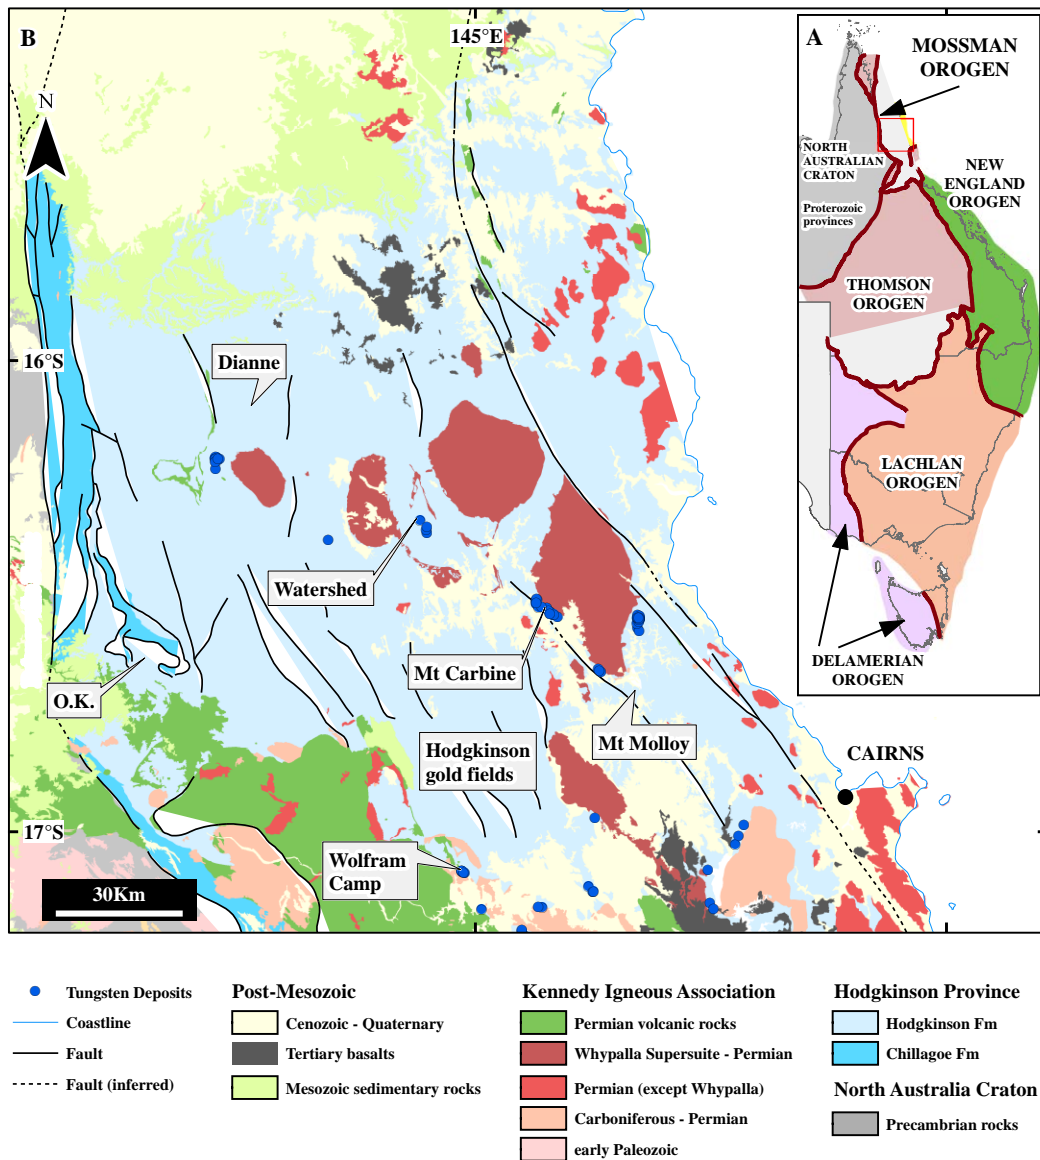 B
145°E
N
16°S
Dianne
Watershed
Mt Carbine
O.K.
Mt Molloy
Hodgkinson
gold fields
CAIRNS
17°S
Wolfram
Camp
30Km
A
MOSSMAN
OROGEN
NORTH
AUSTRALIAN
CRATON
NEW
ENGLAND
OROGEN
Proterozoic
provinces
THOMSON
OROGEN
LACHLAN
OROGEN
DELAMERIAN
OROGEN
Tungsten Deposits
Coastline
Fault
Fault (inferred)
Post-Mesozoic
Cenozoic - Quaternary
Tertiary basalts
Mesozoic sedimentary rocks
Kennedy Igneous Association
Permian volcanic rocks
Whypalla Supersuite - Permian
Permian (except Whypalla)
Carboniferous - Permian
early Paleozoic
Hodgkinson Province
Hodgkinson Fm
Chillagoe Fm
North Australia Craton
Precambrian rocks